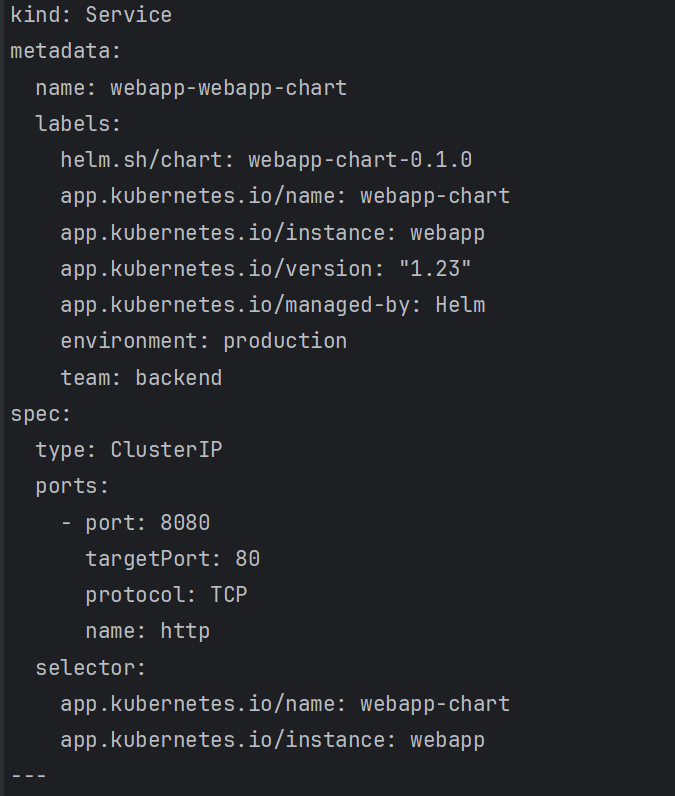 kind: Service
metadata:
  name: webapp-webapp-chart
  labels:
    helm.sh/chart: webapp-chart-0.1.0
    app.kubernetes.io/name: webapp-chart
    app.kubernetes.io/instance: webapp
    app.kubernetes.io/version: "1.23"
    app.kubernetes.io/managed-by: Helm
    environment: production
    team: backend
spec:
  type: ClusterIP
  ports:
    - port: 8080
      targetPort: 80
      protocol: TCP
      name: http
  selector:
    app.kubernetes.io/name: webapp-chart
    app.kubernetes.io/instance: webapp
---